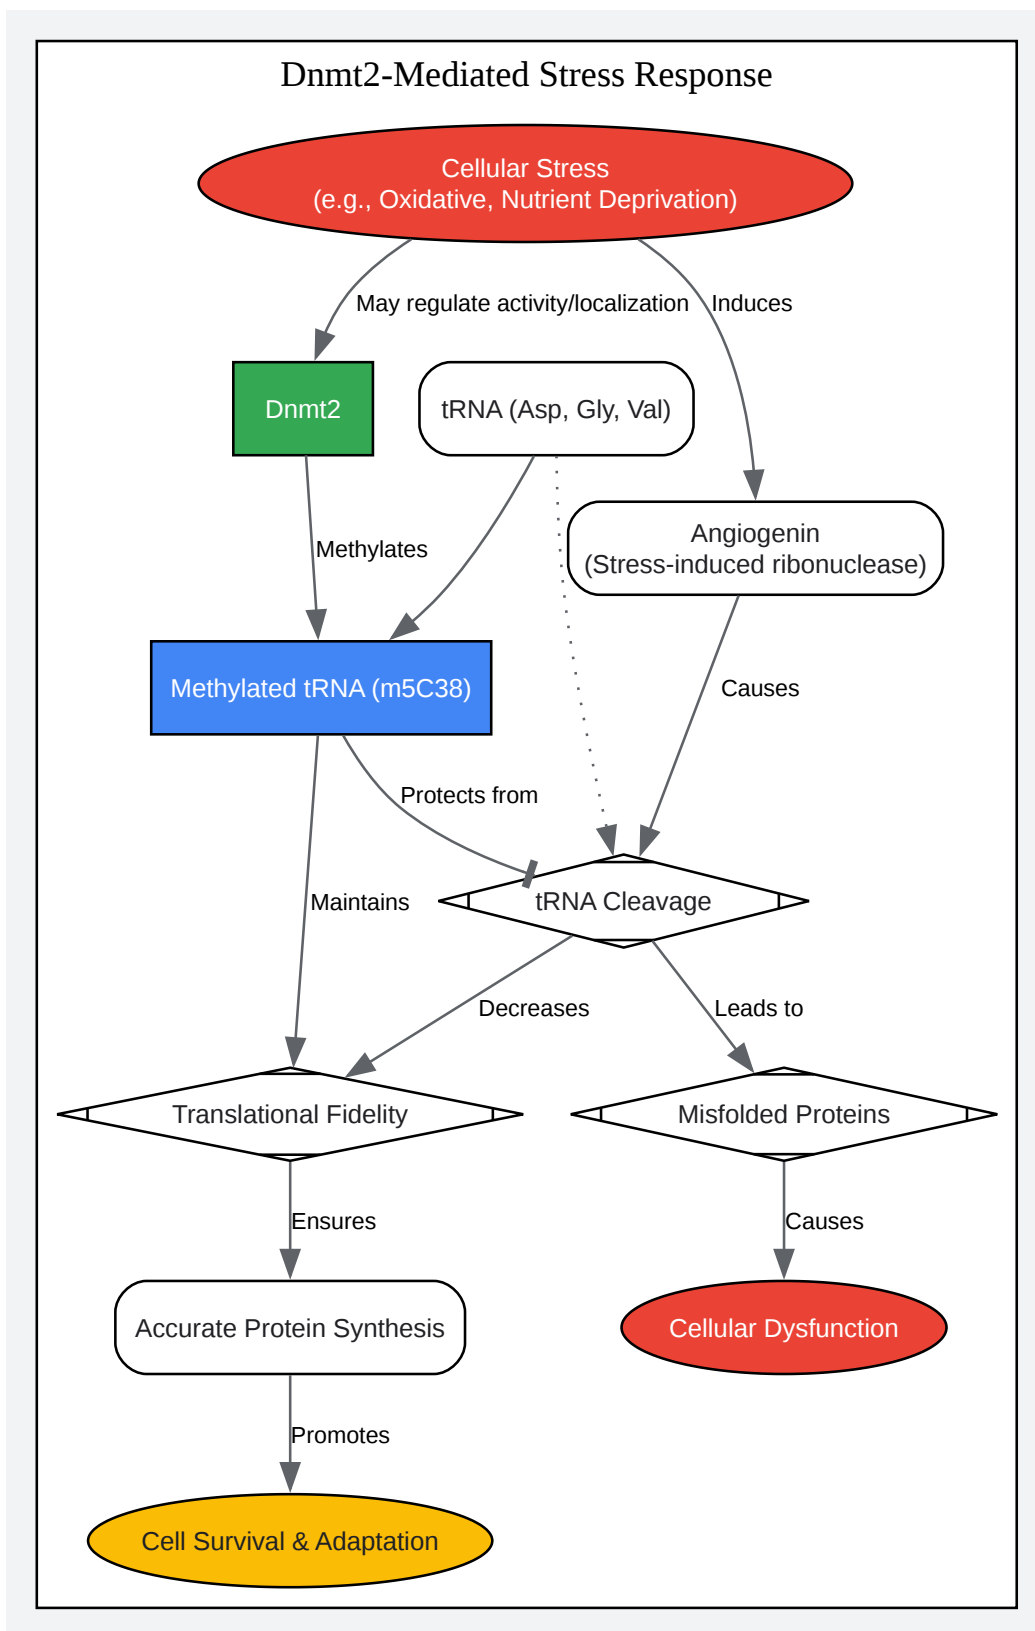 Dnmt2-Mediated Stress Response
Cellular Stress
(e.g., Oxidative, Nutrient Deprivation)
May regulate activity/localization
Induces
Dnmt2
tRNA (Asp, Gly, Val)
Angiogenin
(Stress-induced ribonuclease)
Methylates
Methylated tRNA (m5C38)
Causes
Protects from
Maintains
tRNA Cleavage
Decreases
Leads to
Translational Fidelity
Misfolded Proteins
Ensures
Causes
Accurate Protein Synthesis
Cellular Dysfunction
Promotes
Cell Survival & Adaptation